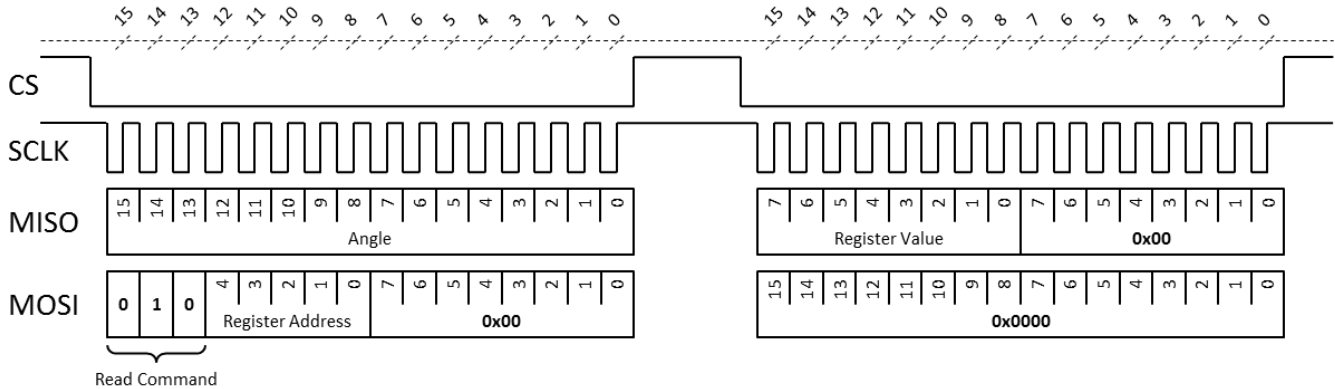 15 14 13 12 11 10 9 8 7 6 5 4 3 2 1 0 15 14 13 12 11 10 9 8 7 6 5 4 3 2 1 0
CS
SCLK
MISO 15 14 13 12 11 10 9 8 7 6 5 4 3 2 1 0 7 6 5 4 3 2 1 0 7 6 5 4 3 2 1 0
Angle Register Value 0x00
MOSI 0 1 0 4 3 2 1 0 7 6 5 4 3 2 1 0 15 14 13 12 11 10 9 8 7 6 5 4 3 2 1 0
Register Address 0x00 0x0000
Read Command